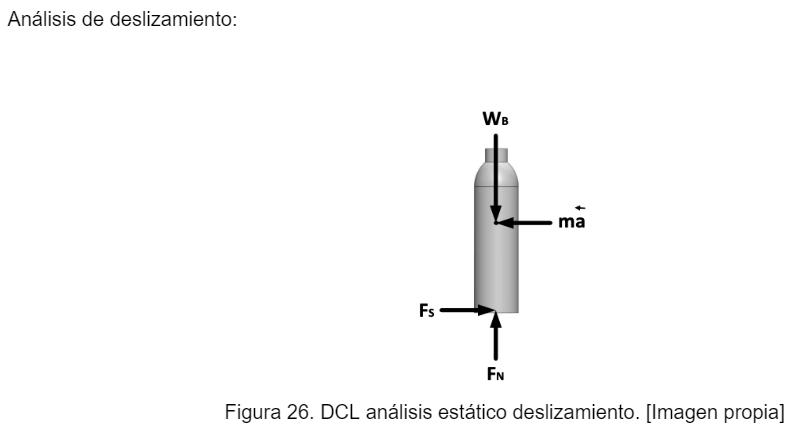 Análisis de deslizamiento:
WB
ma
Fs
FN
Figura 26. DCL análisis estático deslizamiento. [Imagen propia]